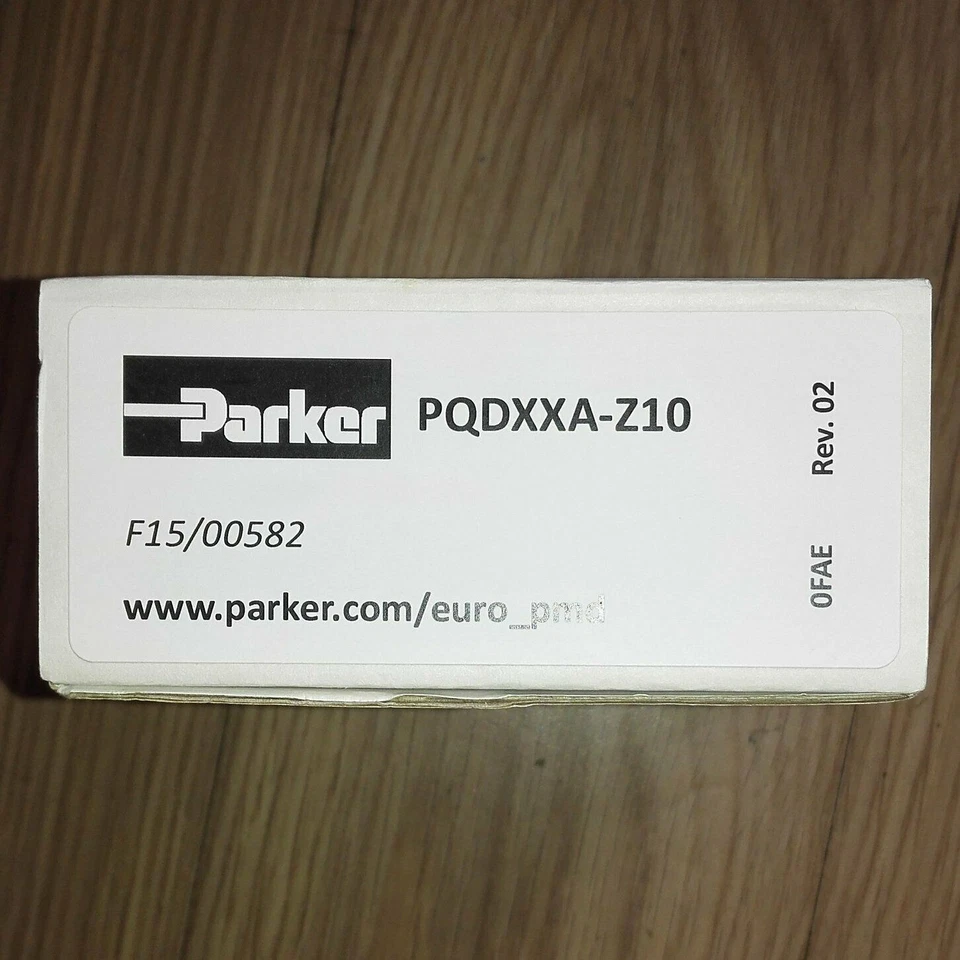 Parker
PQDXXA-Z10
F15/00582
www.parker.com/euro_pmd
Rev. 02
0FAE